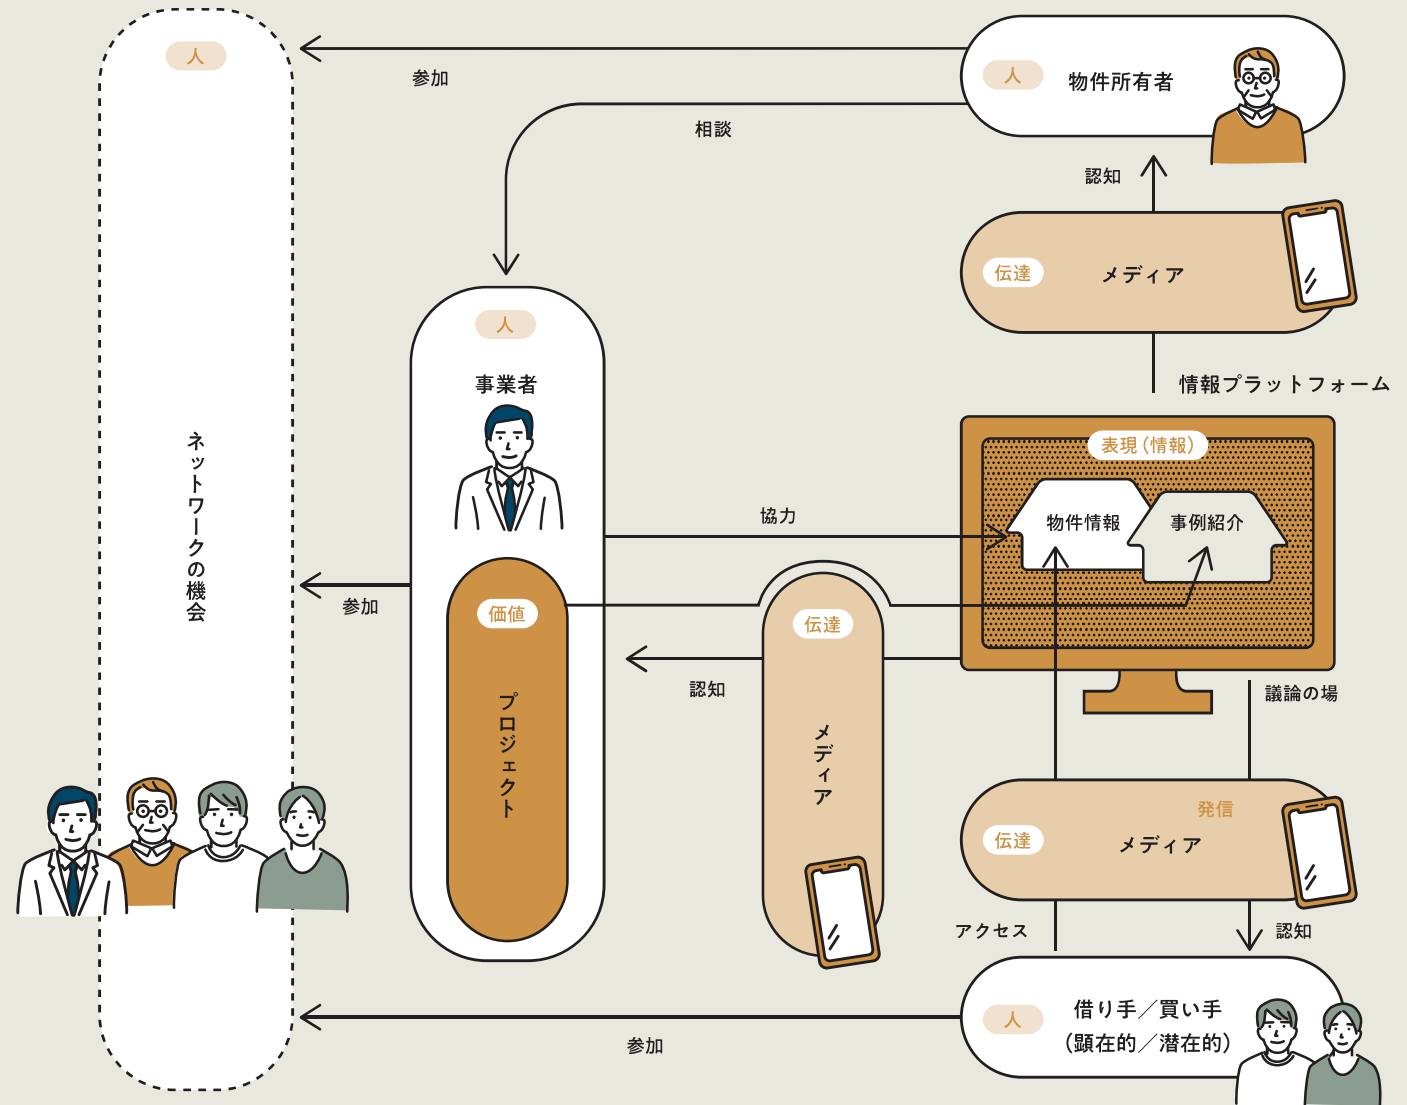 人
参加
相談
人
物件所有者
認知
伝達
メディア
情報プラットフォーム
表現（情報）
物件情報
事例紹介
人
事業者
協力
ネットワークの機会
参加
価値
プロジェクト
伝達
メディア
認知
議論の場
発信
伝達
メディア
アクセス
認知
人
借り手／買い手
（顕在的／潜在的）
参加